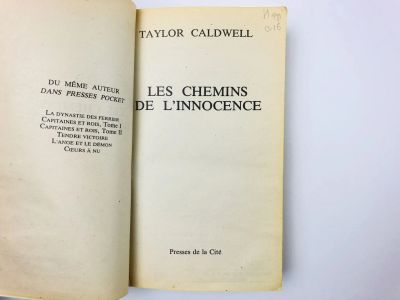 DU MÊME AUTEUR
DANS PRESSES POCKET
LA DYNASTIE DES FERRIER
CAPITAINES ET ROIS, Tome I
CAPITAINES ET ROIS, Tome II
TENDRE VICTOIRE
L'ANGE ET LE DÉMON
CŒURS À NU
TAYLOR CALDWELL
LES CHEMINS
DE L'INNOCENCE
Presses de la Cité